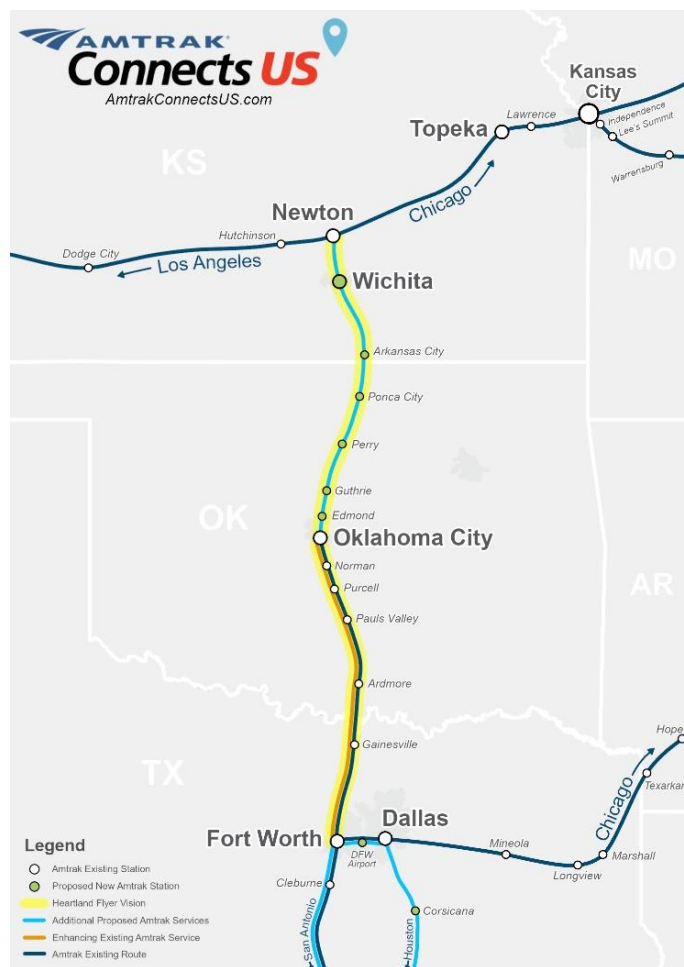 AMTRAK
Connects US
AmtrakConnectsUS.com
Kansas
City
Independence
Lee's Summit
Warrensburg
Lawrence
Topeka
KS
Chicago
Newton
Hutchinson
Dodge City
Los Angeles
MO
Wichita
Arkansas City
Ponca City
Perry
Guthrie
OK
Edmond
Oklahoma City
Norman
Purcell
AR
Pauls Valley
Ardmore
Gainesville
Hope
TX
Texarkan
Chicago
Dallas
Fort Worth
DFW
Airport
Mineola
Marshall
Longview
Cleburne
Corsicana
San Antonio
Houston
Legend
Amtrak Existing Station
Proposed New Amtrak Station
Heartland Flyer Vision
Additional Proposed Amtrak Services
Enhancing Existing Amtrak Service
Amtrak Existing Route